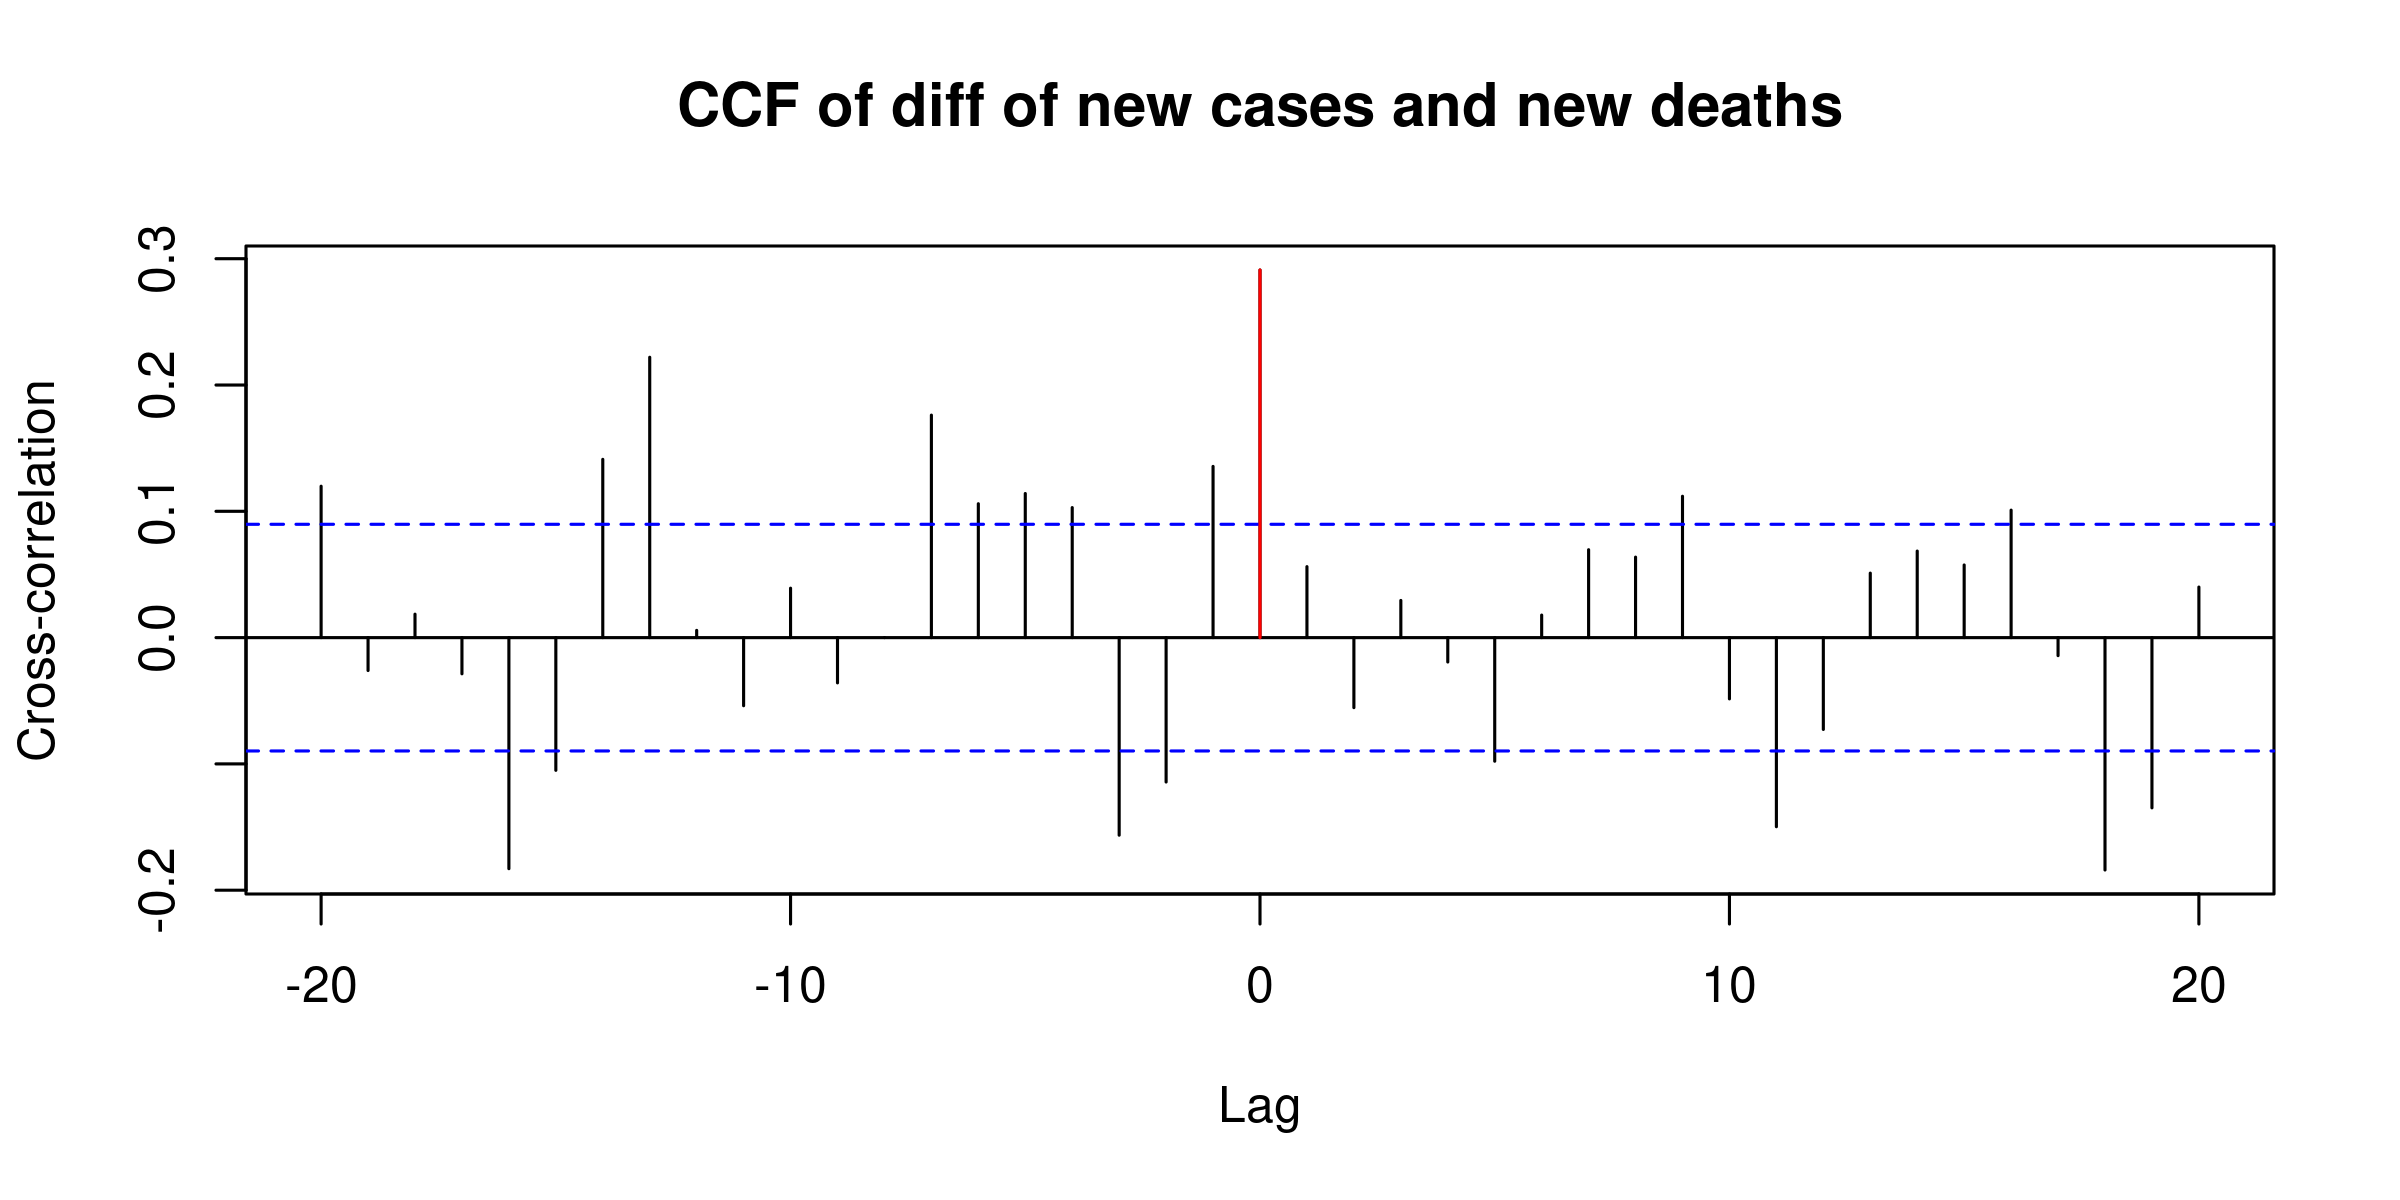 CCF of diff of new cases and new deaths
Cross-correlation
0.3
0.2
0.1
0.0
-0.2
-20 -10 0 10 20
Lag